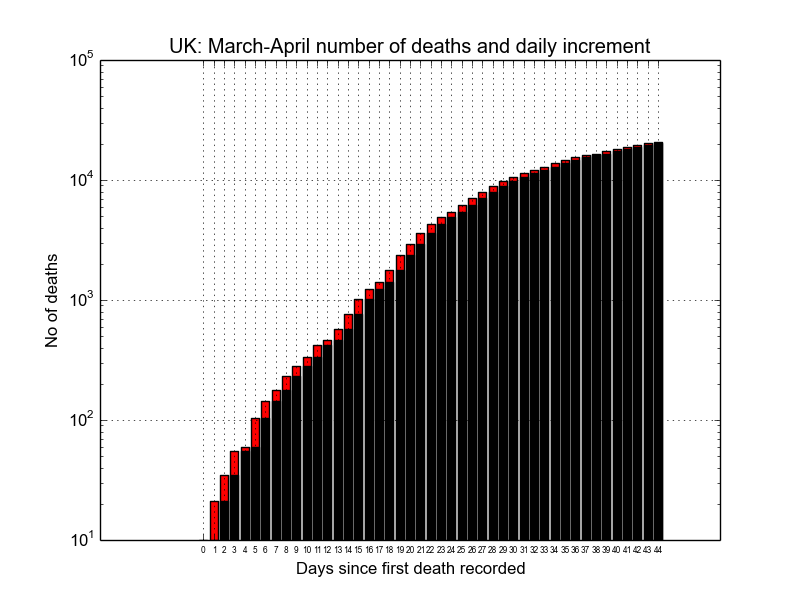 UK: March-April number of deaths and daily increment
10^5
10^4
10^3
10^2
10^1
No of deaths
0 1 2 3 4 5 6 7 8 9 10 11 12 13 14 15 16 17 18 19 20 21 22 23 24 25 26 27 28 29 30 31 32 33 34 35 36 37 38 39 40 41 42 43 44
Days since first death recorded